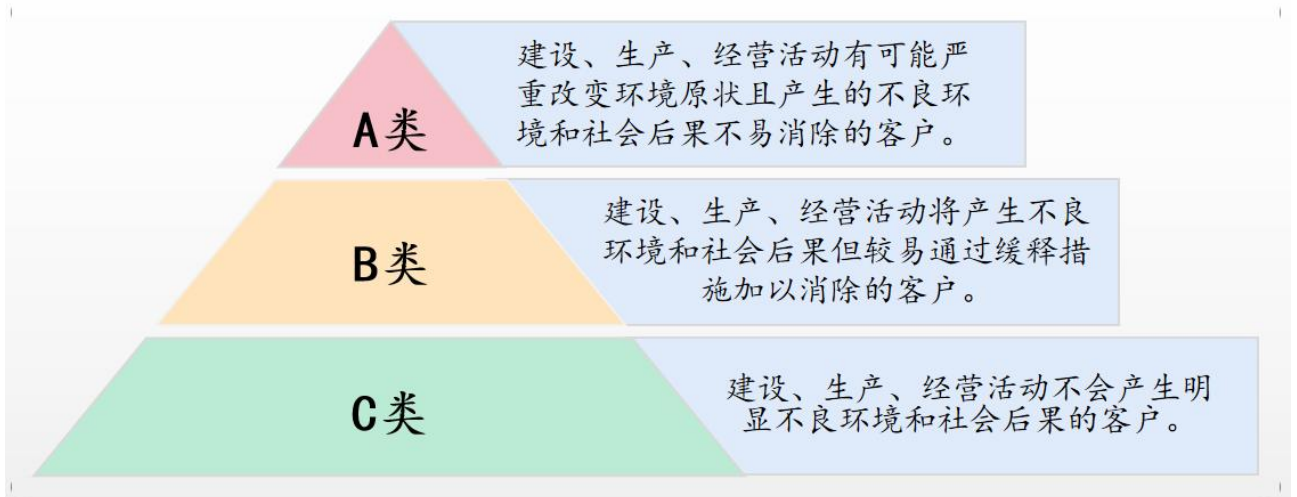 A类
建设、生产、经营活动有可能严
重改变环境原状且产生的不良环
境和社会后果不易消除的客户。
B类
建设、生产、经营活动将产生不良
环境和社会后果但较易通过缓释措
施加以消除的客户。
C类
建设、生产、经营活动不会产生明
显不良环境和社会后果的客户。